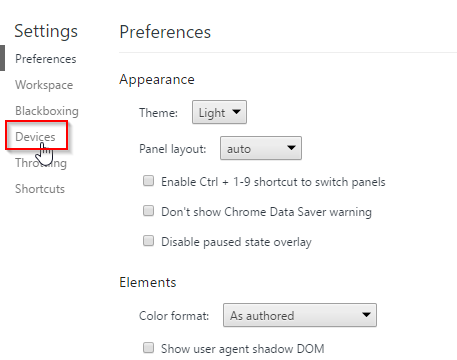 Settings
Preferences
Workspace
Blackboxing
Devices
Throttling
Shortcuts
Preferences
Appearance
Theme: Light
Panel layout: auto
Enable Ctrl + 1-9 shortcut to switch panels
Don't show Chrome Data Saver warning
Disable paused state overlay
Elements
Color format: As authored
Show user agent shadow DOM